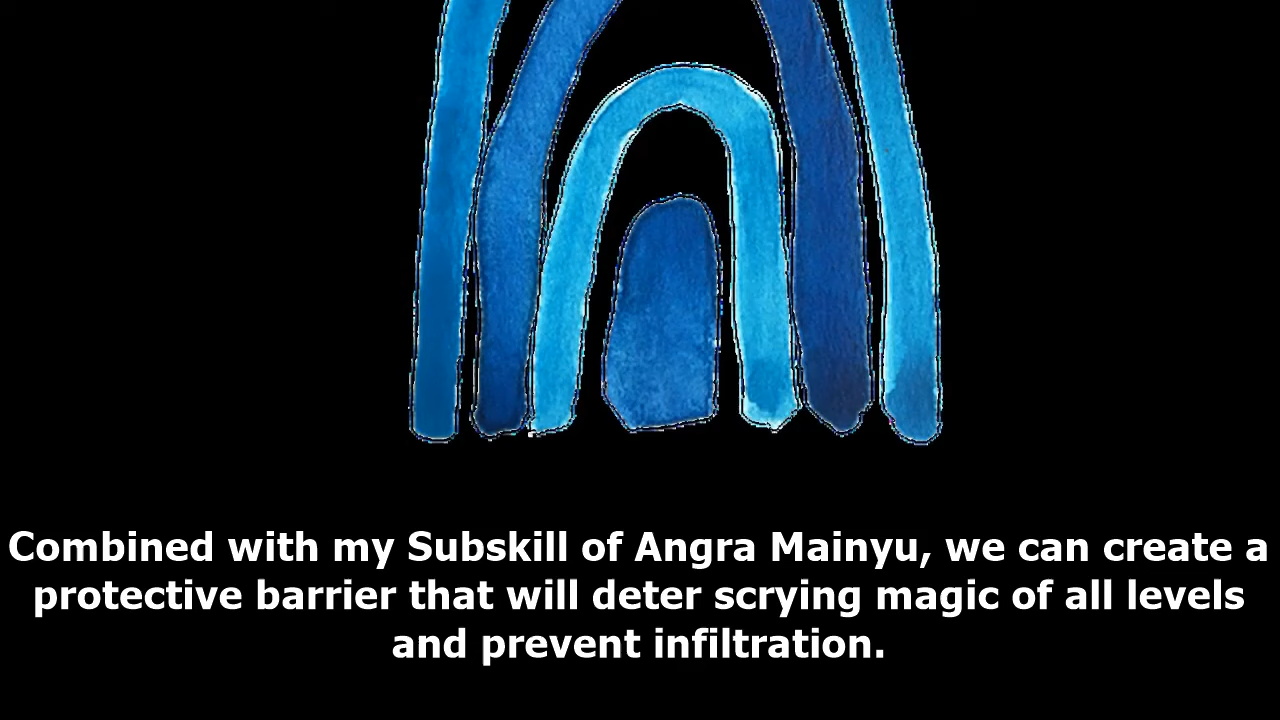 Combined with my Subskill of Angra Mainyu, we can create a
protective barrier that will deter scrying magic of all levels
and prevent infiltration.